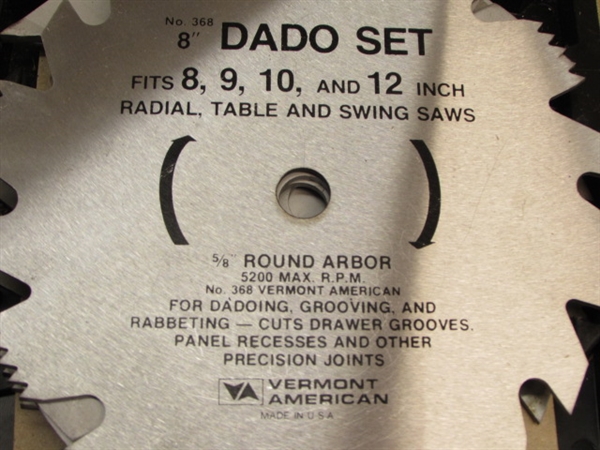 No. 368
8" DADO SET
FITS 8, 9, 10, AND 12 INCH
RADIAL, TABLE AND SWING SAWS
5/8" ROUND ARBOR
5200 MAX. R.P.M.
No. 368 VERMONT AMERICAN
FOR DADOING, GROOVING, AND
RABBETING — CUTS DRAWER GROOVES,
PANEL RECESSES AND OTHER
PRECISION JOINTS
VA VERMONT
AMERICAN
MADE IN U.S.A.